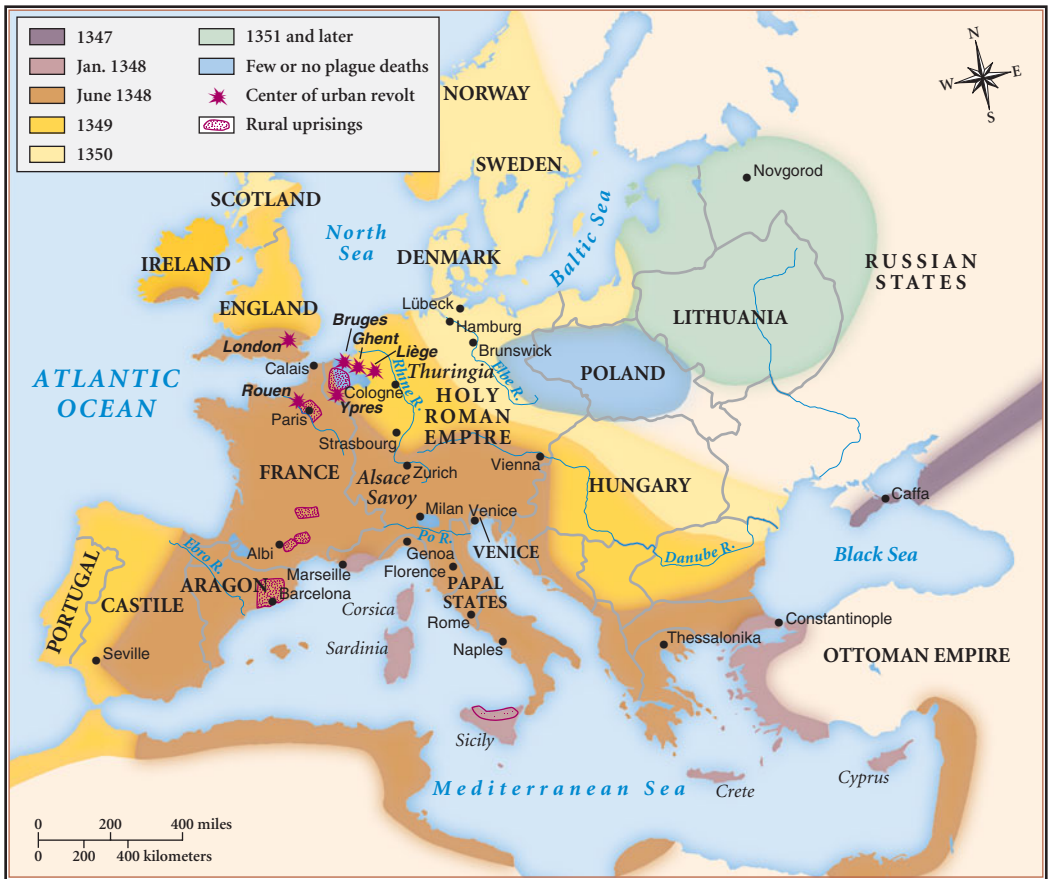 1347
Jan. 1348
June 1348
1349
1350
1351 and later
Few or no plague deaths
Center of urban revolt
Rural uprisings
N
W
E
S
NORWAY
SWEDEN
Novgorod
SCOTLAND
North
Sea
Baltic Sea
IRELAND
DENMARK
RUSSIAN
STATES
ENGLAND
Lübeck
Hamburg
LITHUANIA
Bruges
Ghent
London
Liège
Brunswick
Calais
Thuringia
Rhine R.
Elbe R.
POLAND
ATLANTIC
OCEAN
Rouen
Cologne
HOLY
ROMAN
EMPIRE
Ypres
Paris
Strasbourg
FRANCE
Alsace
Zurich
Vienna
HUNGARY
Savoy
Caffa
Milan
Venice
Po R.
VENICE
Albi
Genoa
Danube R.
Black Sea
Ebro R.
Marseille
Florence
ARAGON
Barcelona
PAPAL
STATES
PORTUGAL
CASTILE
Corsica
Rome
Constantinople
Sardinia
Naples
Thessalonika
Seville
OTTOMAN EMPIRE
Sicily
Mediterranean Sea
Crete
Cyprus
0 200 400 miles
0 200 400 kilometers